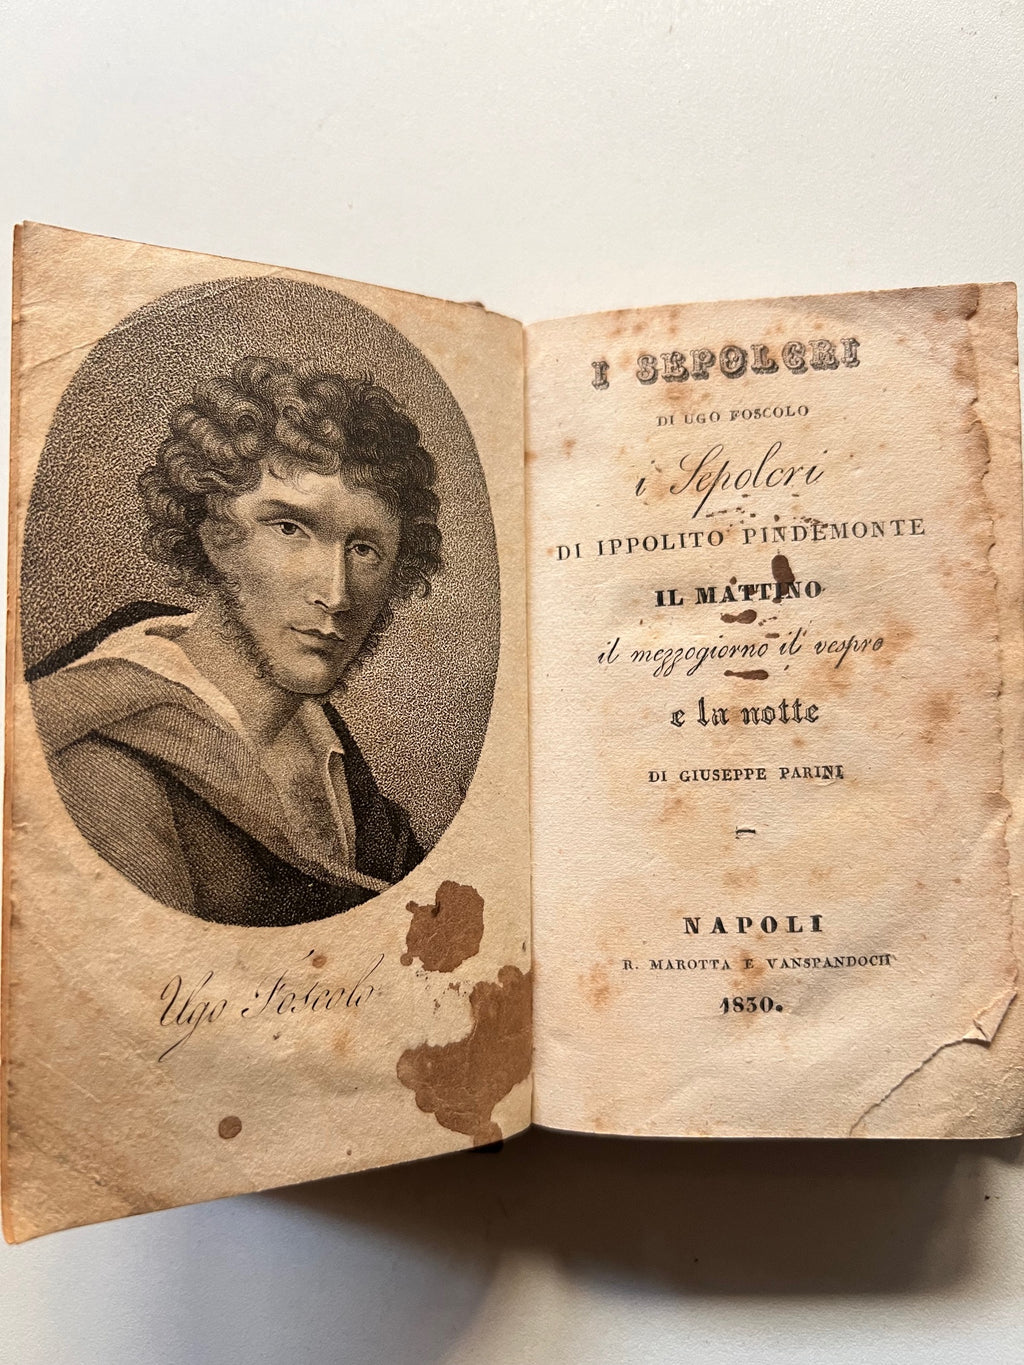 Ugo Foscolo
I SEPOLCRI
DI UGO FOSCOLO
i Sepolcri
DI IPPOLITO PINDEMONTE
IL MATTINO
il mezzogiorno il vespro
e la notte
DI GIUSEPPE PARINI
NAPOLI
R. MAROTTA E VANSPANDOCH
1830.